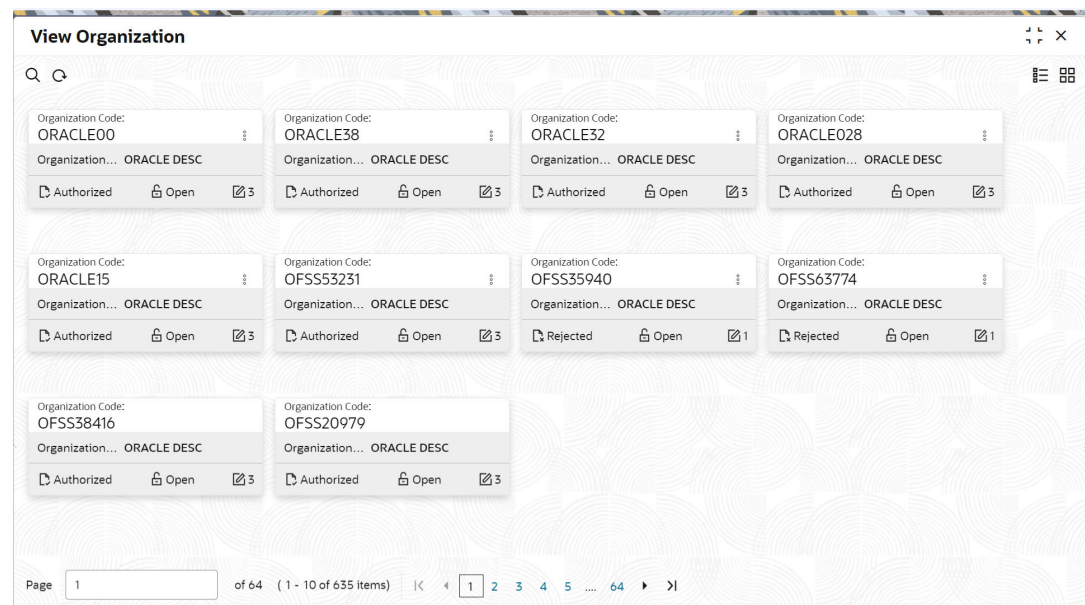 View Organization
Organization Code: Organization Code: Organization Code: Organization Code:
ORACLE00 ORACLE38 ORACLE32 ORACLE028
Organization... ORACLE DESC Organization... ORACLE DESC Organization... ORACLE DESC Organization... ORACLE DESC
Authorized Open 3 Authorized Open 3 Authorized Open 3 Authorized Open 3
Organization Code: Organization Code: Organization Code: Organization Code:
ORACLE15 OFSS53231 OFSS35940 OFSS63774
Organization... ORACLE DESC Organization... ORACLE DESC Organization... ORACLE DESC Organization... ORACLE DESC
Authorized Open 3 Authorized Open 3 Rejected Open 1 Rejected Open 1
Organization Code: Organization Code:
OFSS38416 OFSS20979
Organization... ORACLE DESC Organization... ORACLE DESC
Authorized Open 3 Authorized Open 3
Page 1 of 64 ( 1 - 10 of 635 items) 1 2 3 4 5 .... 64